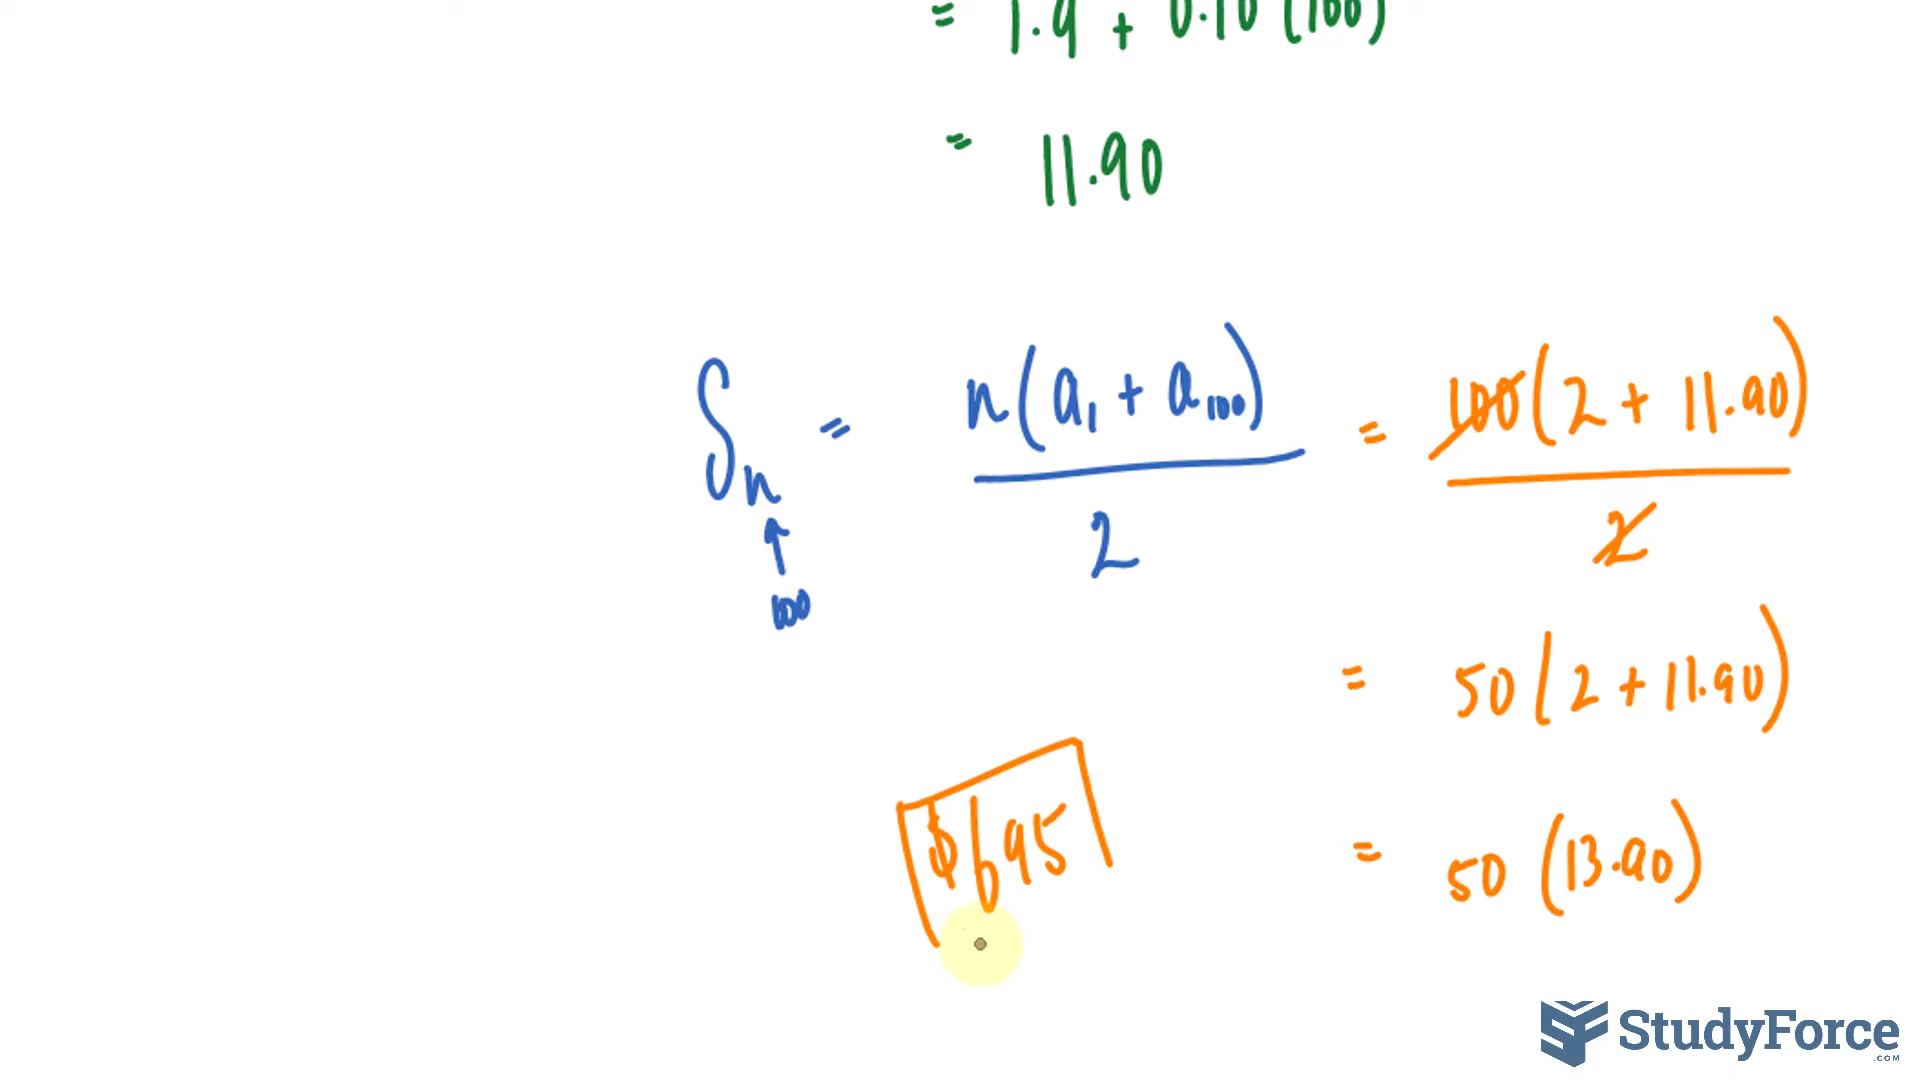 = 1.9 + 0.10 (100)
= 11.90
Sn = n(a1 + a100) / 2 = 100(2 + 11.90) / 2
100
= 50(2 + 11.90)
$695
= 50 (13.90)
StudyForce
.COM